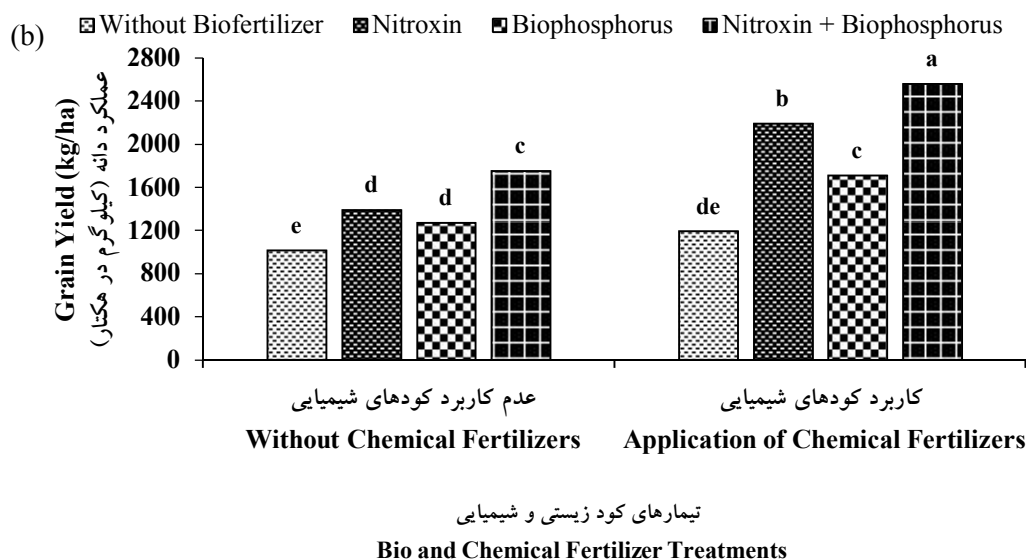 (b)
Without Biofertilizer Nitroxin Biophosphorus Nitroxin + Biophosphorus
Grain Yield (kg/ha)
عملکرد دانه (کیلو گرم در هکتار)
2800
2400
2000
1600
1200
800
400
0
e d d c de b c a
عدم کاربرد کودهای شیمیایی کاربرد کودهای شیمیایی
Without Chemical Fertilizers Application of Chemical Fertilizers
تیمارهای کود زیستی و شیمیایی
Bio and Chemical Fertilizer Treatments